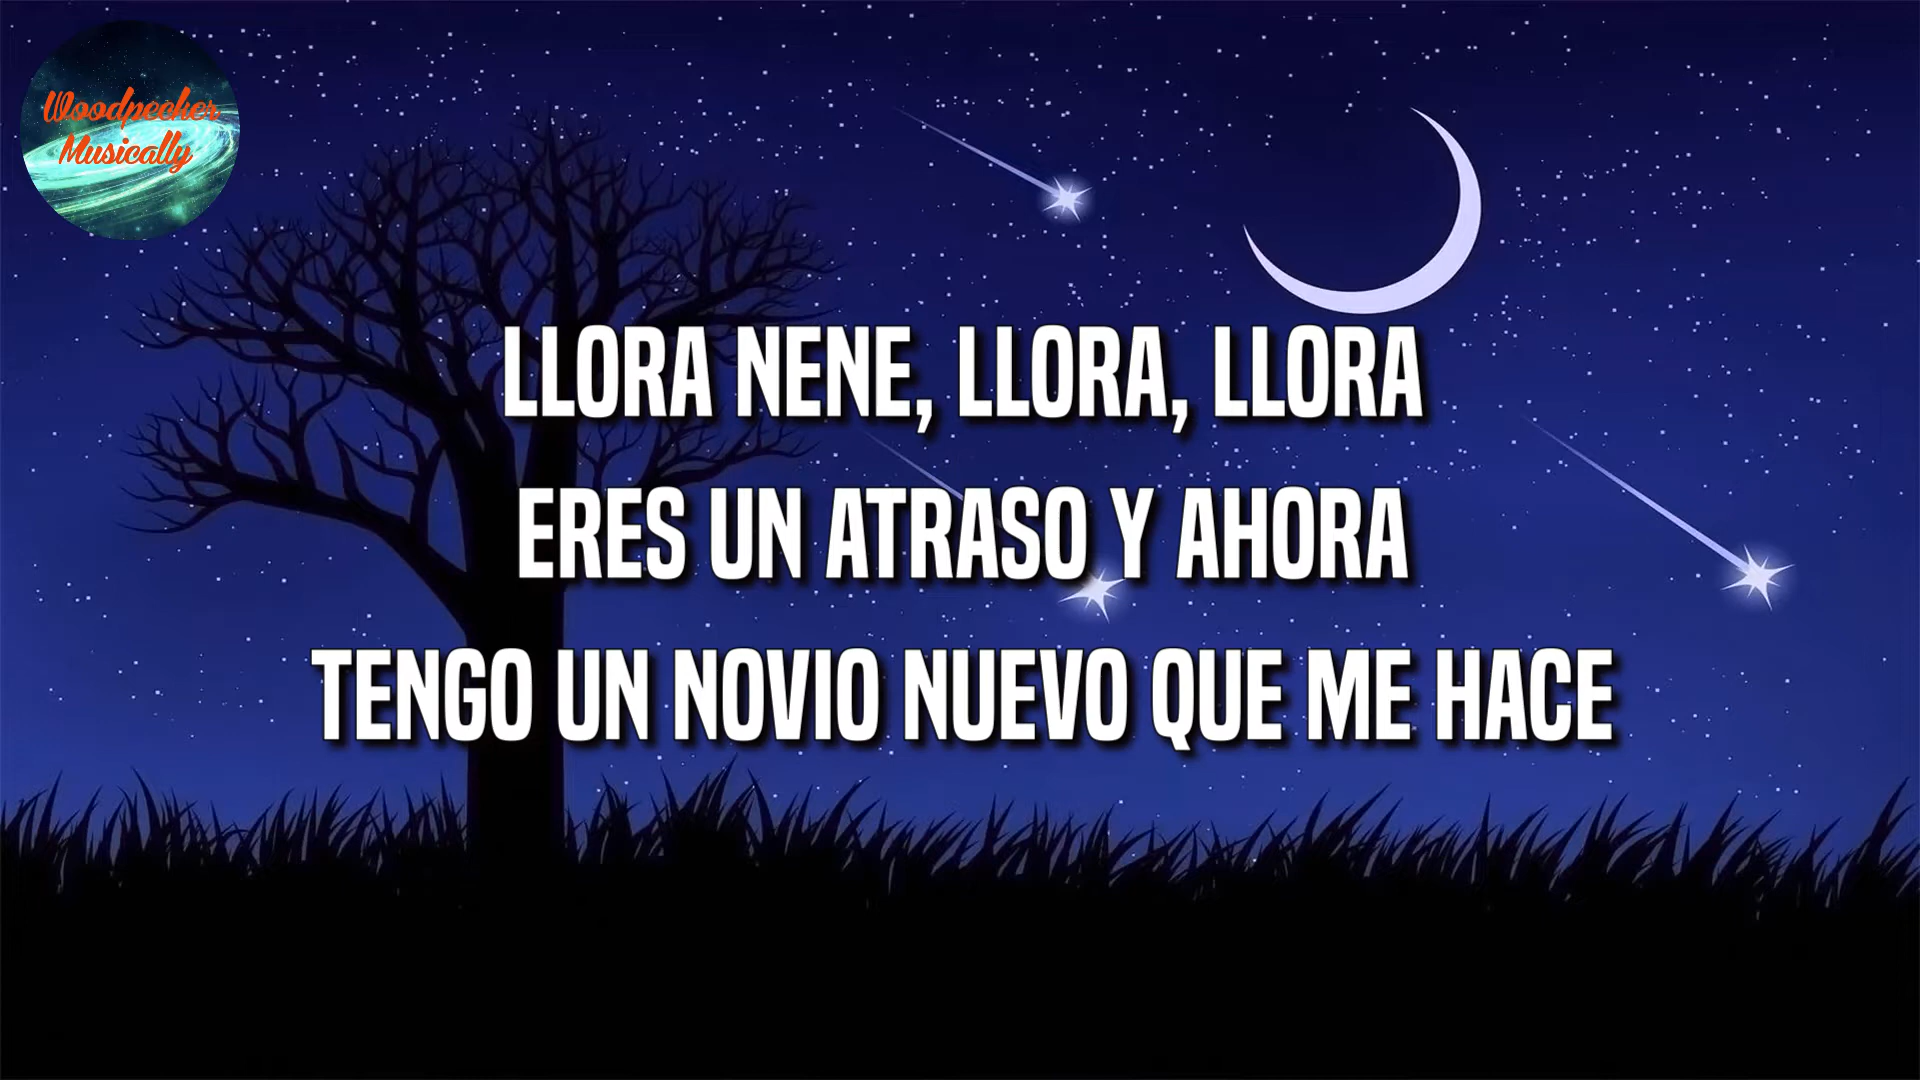 Woodpecker
Musically
LLORA NENE, LLORA, LLORA
ERES UN ATRASO Y AHORA
TENGO UN NOVIO NUEVO QUE ME HACE